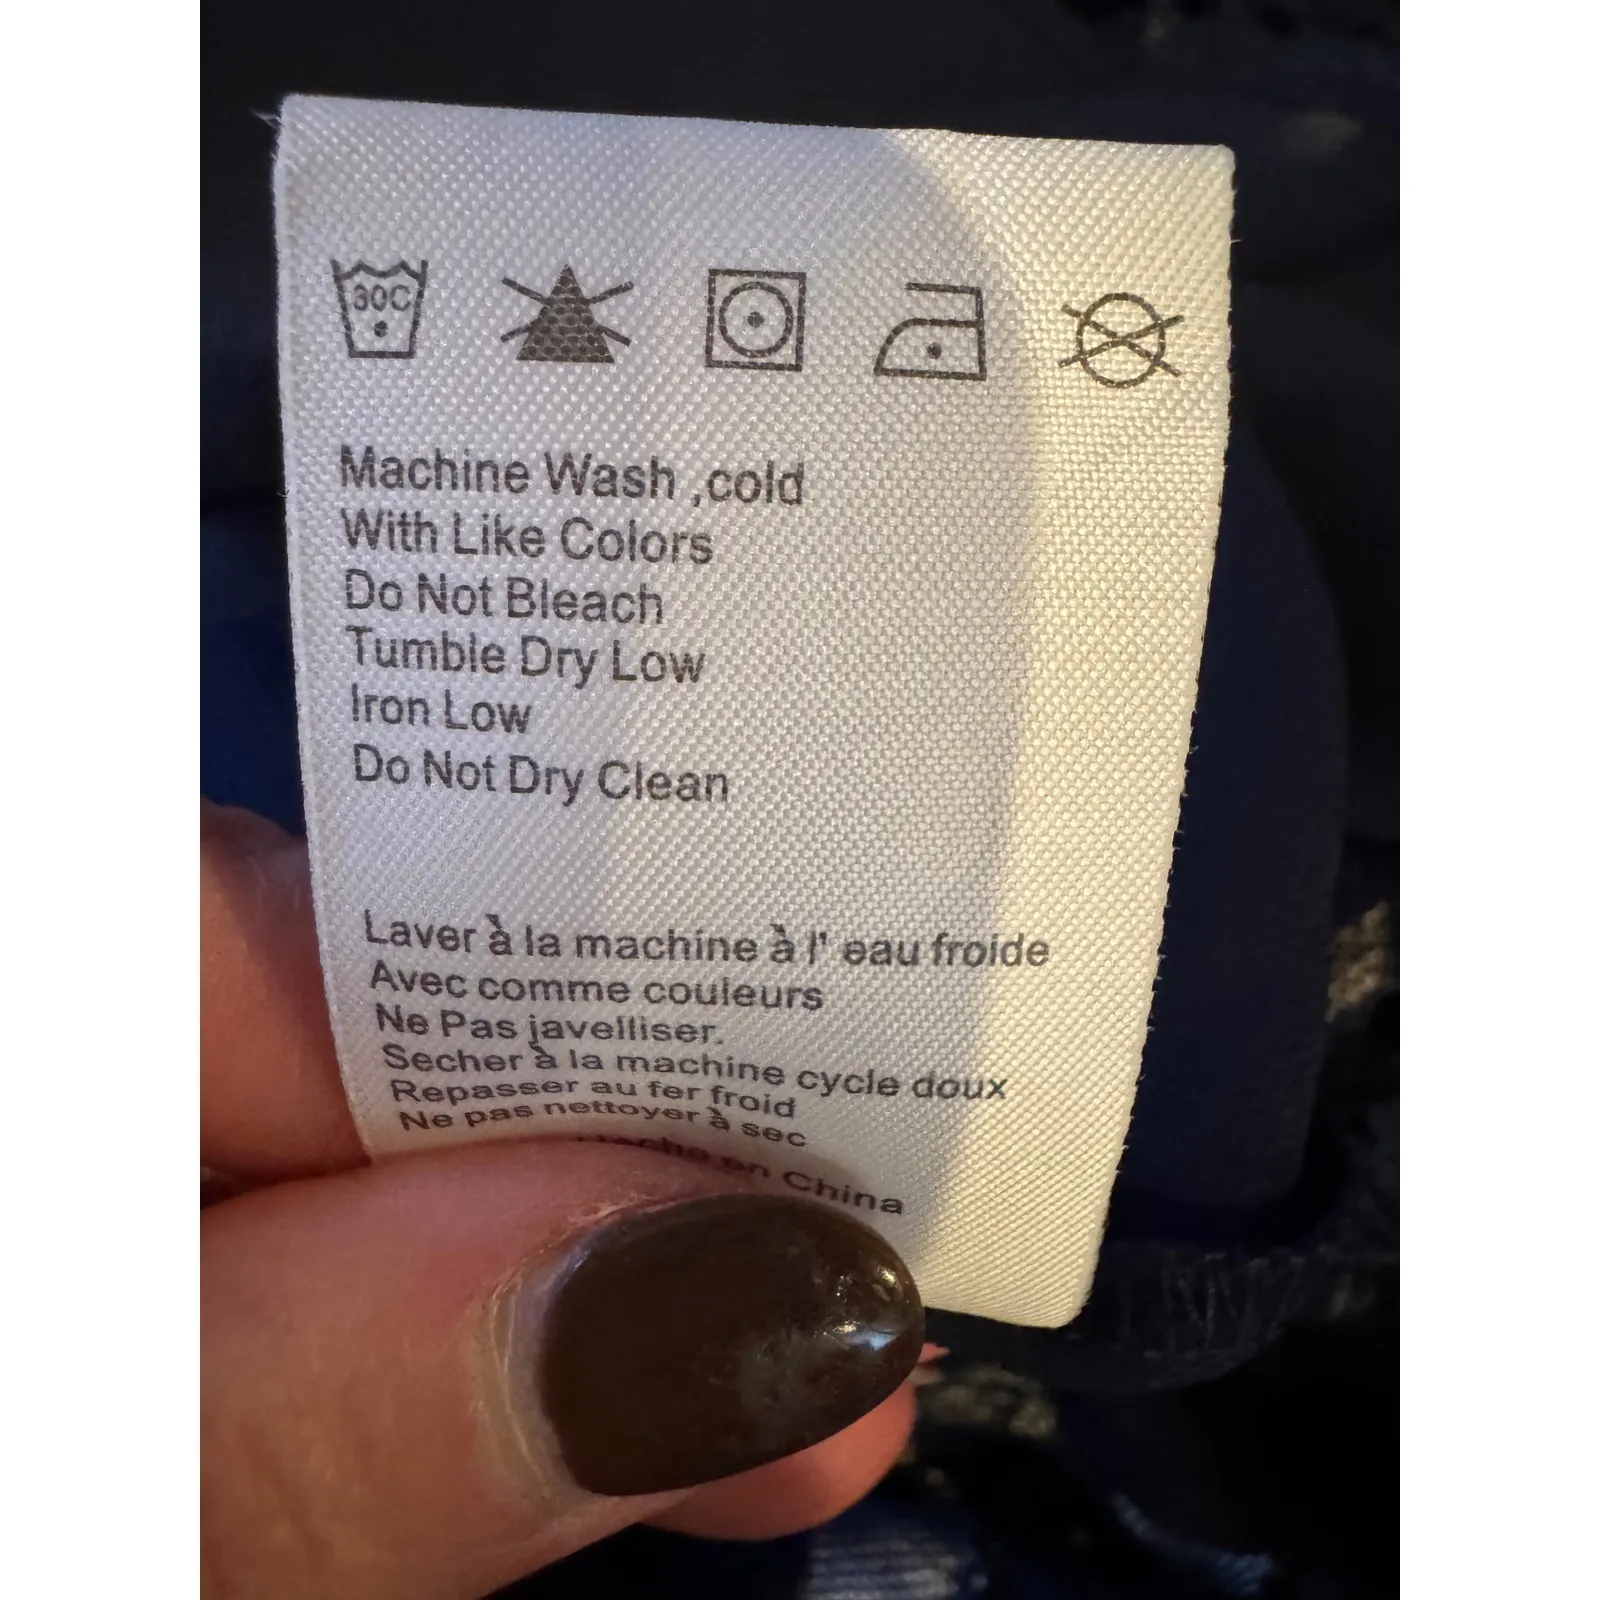 30C
Machine Wash ,cold
With Like Colors
Do Not Bleach
Tumble Dry Low
Iron Low
Do Not Dry Clean
Laver à la machine à l' eau froide
Avec comme couleurs
Ne Pas javelliser.
Secher à la machine cycle doux
Repasser au fer froid
Ne pas nettoyer à sec
en China